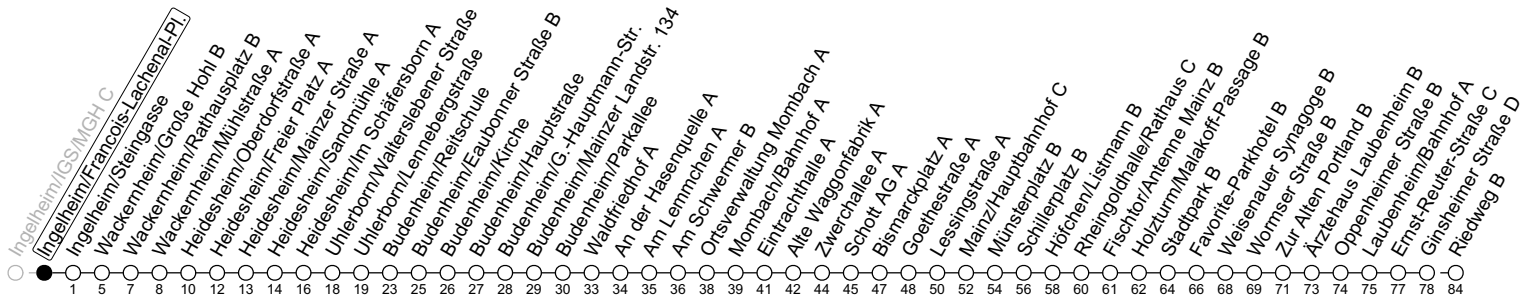 Ingelheim/IGS/MGH C
Ingelheim/Francois-Lachenal-Pl.
Ingelheim/Steingasse
Wackernheim/Große Hohl B
Wackernheim/Rathausplatz B
Wackernheim/Mühlstraße A
Heidesheim/Oberdorfstraße A
Heidesheim/Freier Platz A
Heidesheim/Mainzer Straße A
Heidesheim/Sandmühle A
Heidesheim/Im Schäfersborn A
Uhlerborn/Walterslebener Straße
Uhlerborn/Lennebergstraße
Budenheim/Reitschule
Budenheim/Eaubonner Straße B
Budenheim/Kirche
Budenheim/Hauptstraße
Budenheim/G.-Hauptmann-Str.
Budenheim/Mainzer Landstr. 134
Budenheim/Parkallee
Waldfriedhof A
An der Hasenquelle A
Am Lemmchen A
Am Schwermer B
Ortsverwaltung Mombach A
Mombach/Bahnhof A
Eintrachthalle A
Alte Waggonfabrik A
Zwerchallee A
Schott AG A
Bismarckplatz A
Goethestraße A
Lessingstraße A
Mainz/Hauptbahnhof C
Münsterplatz B
Schillerplatz B
Höfchen/Listmann B
Rheingoldhalle/Rathaus C
Fischtor/Antenne Mainz B
Holzturm/Malakoff-Passage B
Stadtpark B
Favorite-Parkhotel B
Weisenauer Synagoge B
Wormser Straße B
Zur Alten Portland B
Ärztehaus Laubenheim B
Oppenheimer Straße B
Laubenheim/Bahnhof A
Ernst-Reuter-Straße C
Ginsheimer Straße D
Riedweg B
1 5 7 8 10 12 13 14 16 18 19 23 25 26 27 28 29 30 33 34 35 36 38 39 41 42 44 45 47 48 50 52 54 56 58 60 61 62 64 66 68 69 71 73 74 75 77 78 84